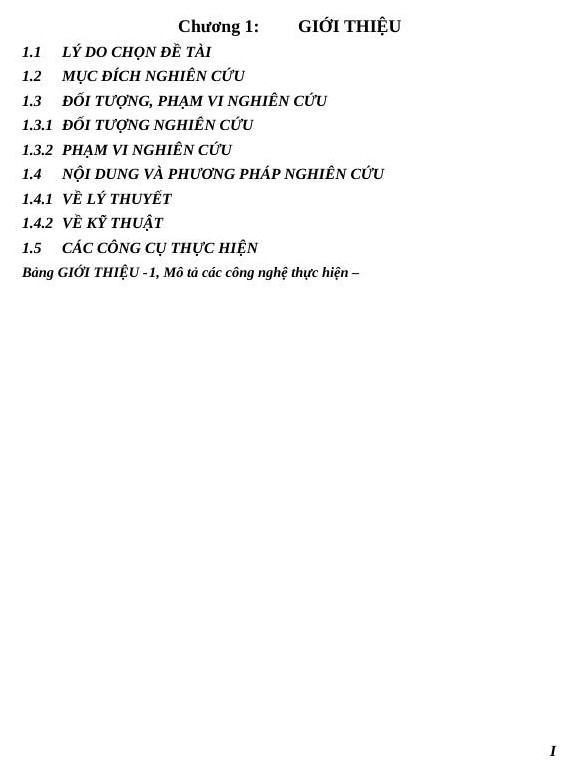 Chương 1: GIỚI THIỆU
1.1 LÝ DO CHỌN ĐỀ TÀI
1.2 MỤC ĐÍCH NGHIÊN CỨU
1.3 ĐỐI TƯỢNG, PHẠM VI NGHIÊN CỨU
1.3.1 ĐỐI TƯỢNG NGHIÊN CỨU
1.3.2 PHẠM VI NGHIÊN CỨU
1.4 NỘI DUNG VÀ PHƯƠNG PHÁP NGHIÊN CỨU
1.4.1 VỀ LÝ THUYẾT
1.4.2 VỀ KỸ THUẬT
1.5 CÁC CÔNG CỤ THỰC HIỆN
Bảng GIỚI THIỆU -1, Mô tả các công nghệ thực hiện –
I